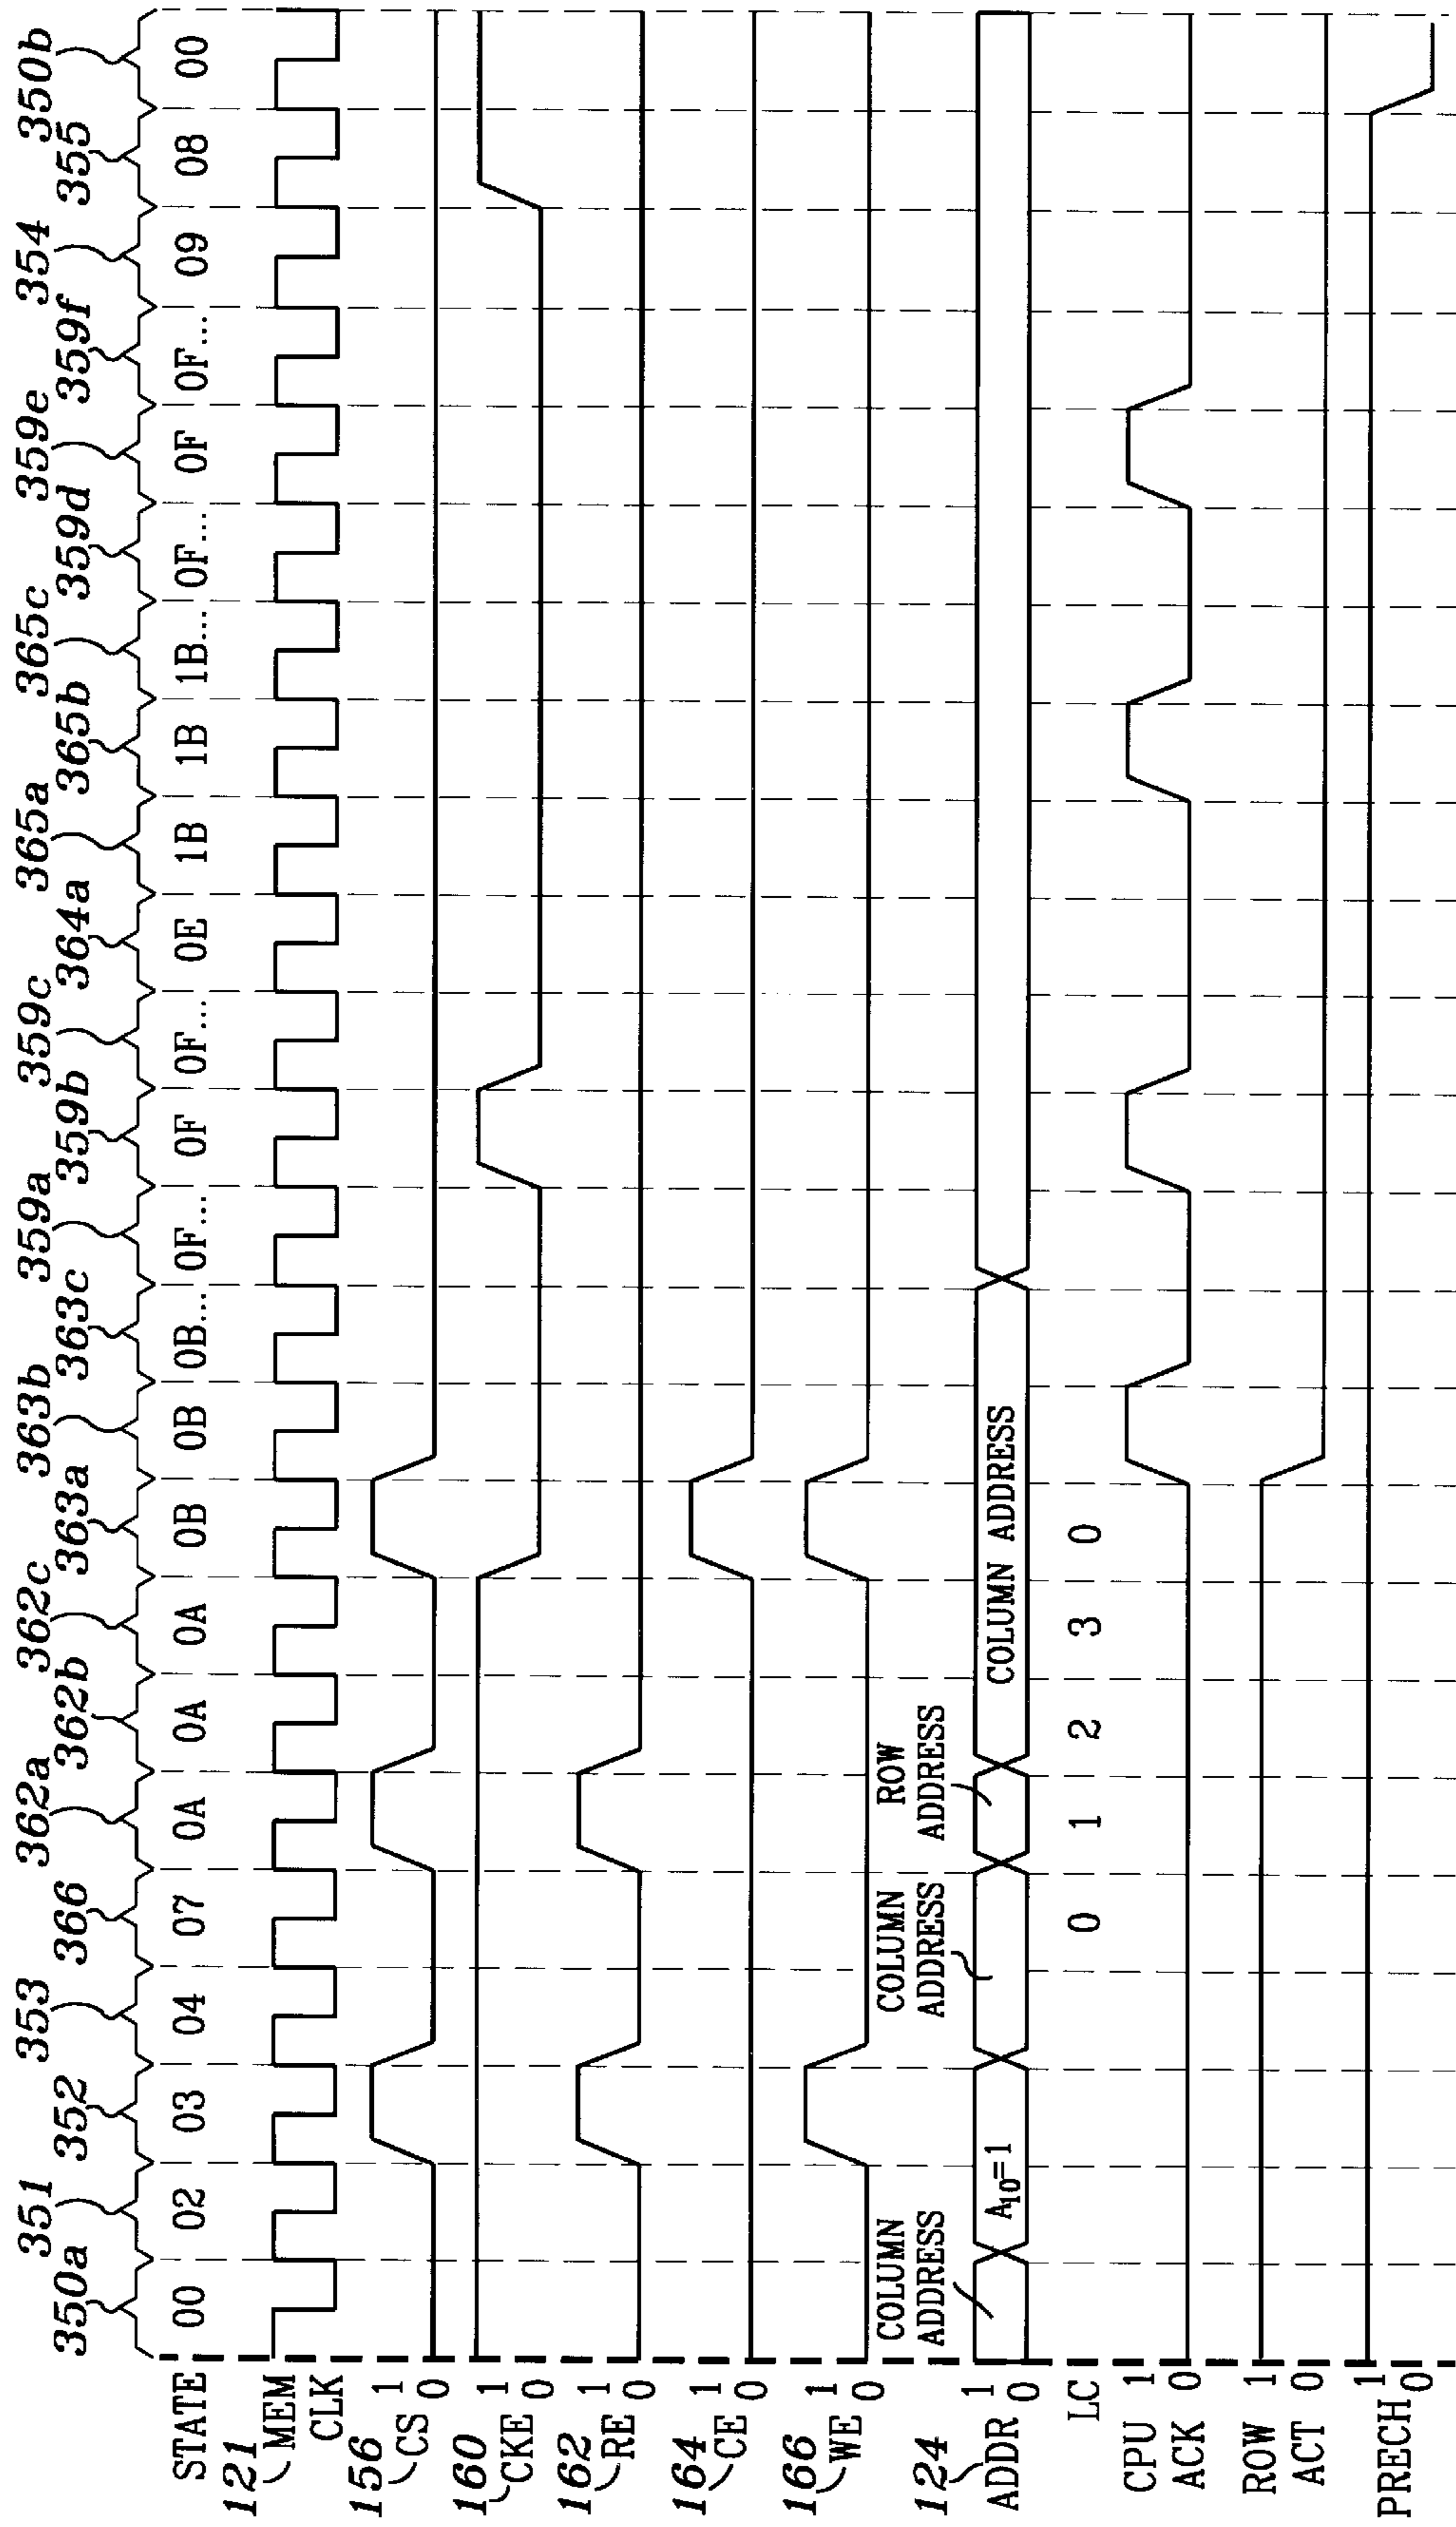 350a 351 352 353 366 362a 362b 362c 363a 363b 363c 359a 359b 359c 364a 365a 365b 365c 359d 359e 359f 354 355 350b
STATE 00 02 03 04 07 0A 0A 0A 0B 0B 0B... 0F... 0F 0F... 0E 1B 1B 1B... 0F... 0F 0F... 09 08 00
121
MEM
CLK
156
CS 1
0
160
CKE 1
0
162
RE 1
0
164
CE 1
0
166
WE 1
0
COLUMN
ADDRESS
COLUMN
ADDRESS
ROW
ADDRESS
124
ADDR 1
0
A10=1
COLUMN ADDRESS
LC 0 1 2 3 0
CPU 1
ACK 0
ROW 1
ACT 0
PRECH 1
0